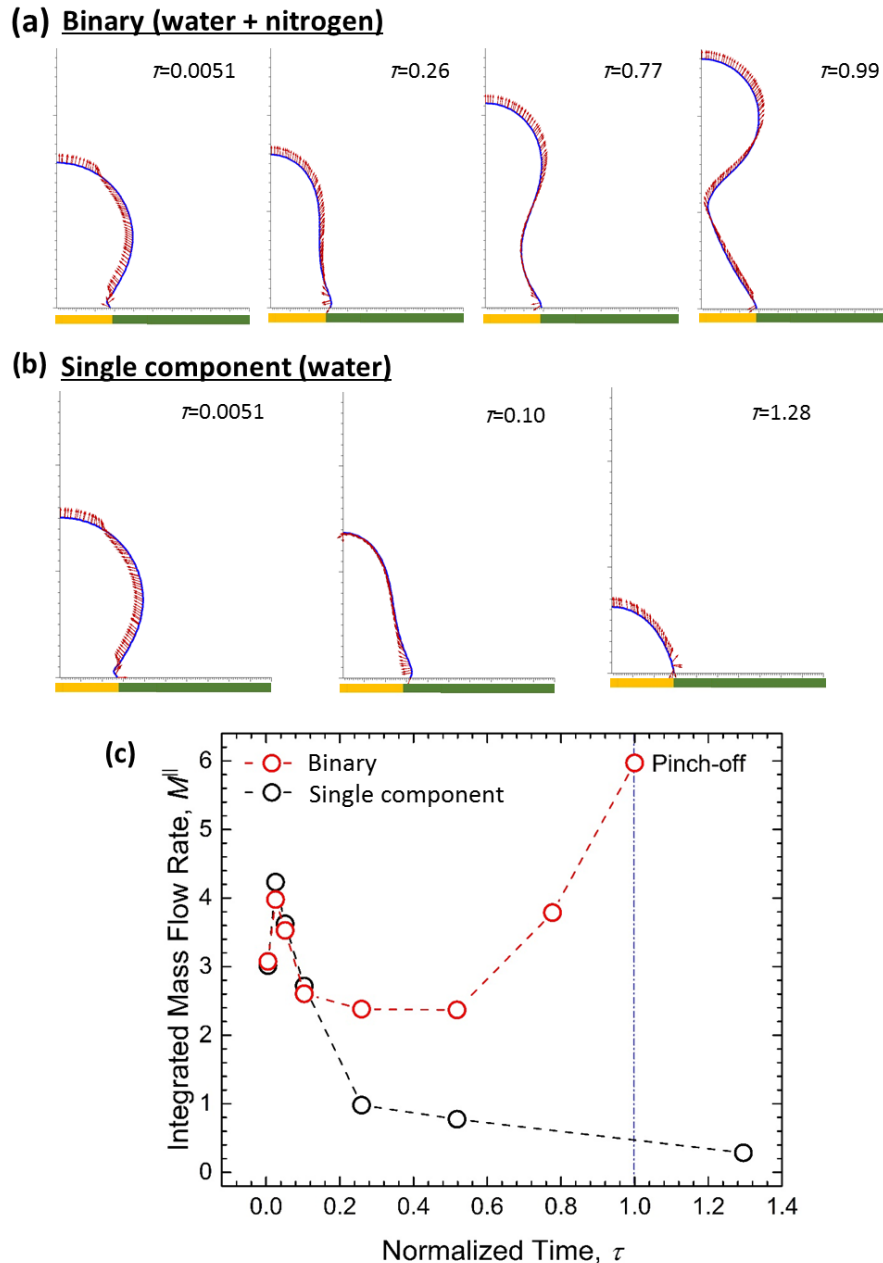 (a) Binary (water + nitrogen)
τ=0.0051
τ=0.26
τ=0.77
τ=0.99
(b) Single component (water)
τ=0.0051
τ=0.10
τ=1.28
(c)
Binary
Single component
Pinch-off
Integrated Mass Flow Rate, M||
6
5
4
3
2
1
0
0.0 0.2 0.4 0.6 0.8 1.0 1.2 1.4
Normalized Time, τ